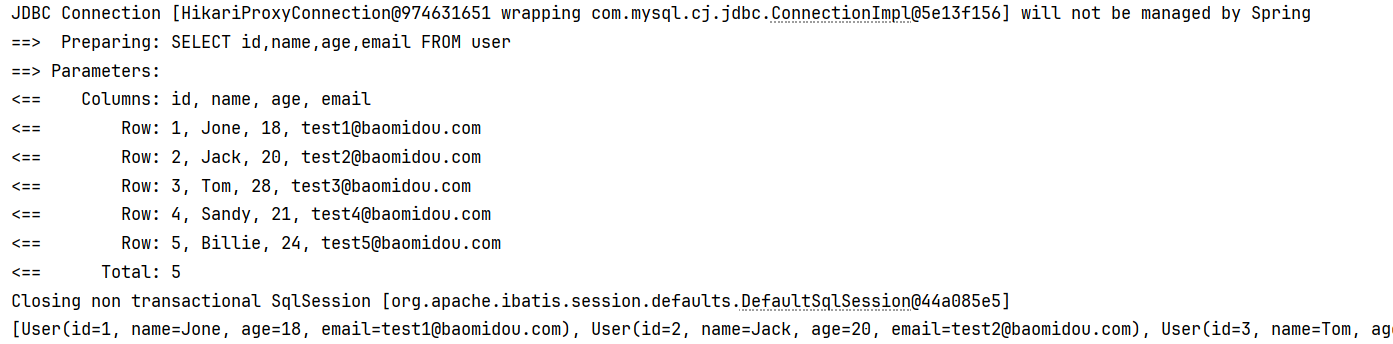 JDBC Connection [HikariProxyConnection@974631651 wrapping com.mysql.cj.jdbc.ConnectionImpl@5e13f156] will not be managed by Spring
==>  Preparing: SELECT id,name,age,email FROM user
==> Parameters:
<==    Columns: id, name, age, email
<==        Row: 1, Jone, 18, test1@baomidou.com
<==        Row: 2, Jack, 20, test2@baomidou.com
<==        Row: 3, Tom, 28, test3@baomidou.com
<==        Row: 4, Sandy, 21, test4@baomidou.com
<==        Row: 5, Billie, 24, test5@baomidou.com
<==      Total: 5
Closing non transactional SqlSession [org.apache.ibatis.session.defaults.DefaultSqlSession@44a085e5]
[User(id=1, name=Jone, age=18, email=test1@baomidou.com), User(id=2, name=Jack, age=20, email=test2@baomidou.com), User(id=3, name=Tom,